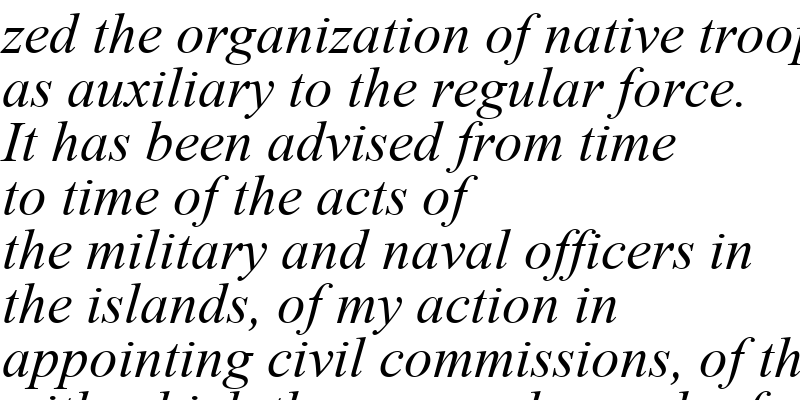 zed the organization of native troop
as auxiliary to the regular force.
It has been advised from time
to time of the acts of
the military and naval officers in
the islands, of my action in
appointing civil commissions, of th